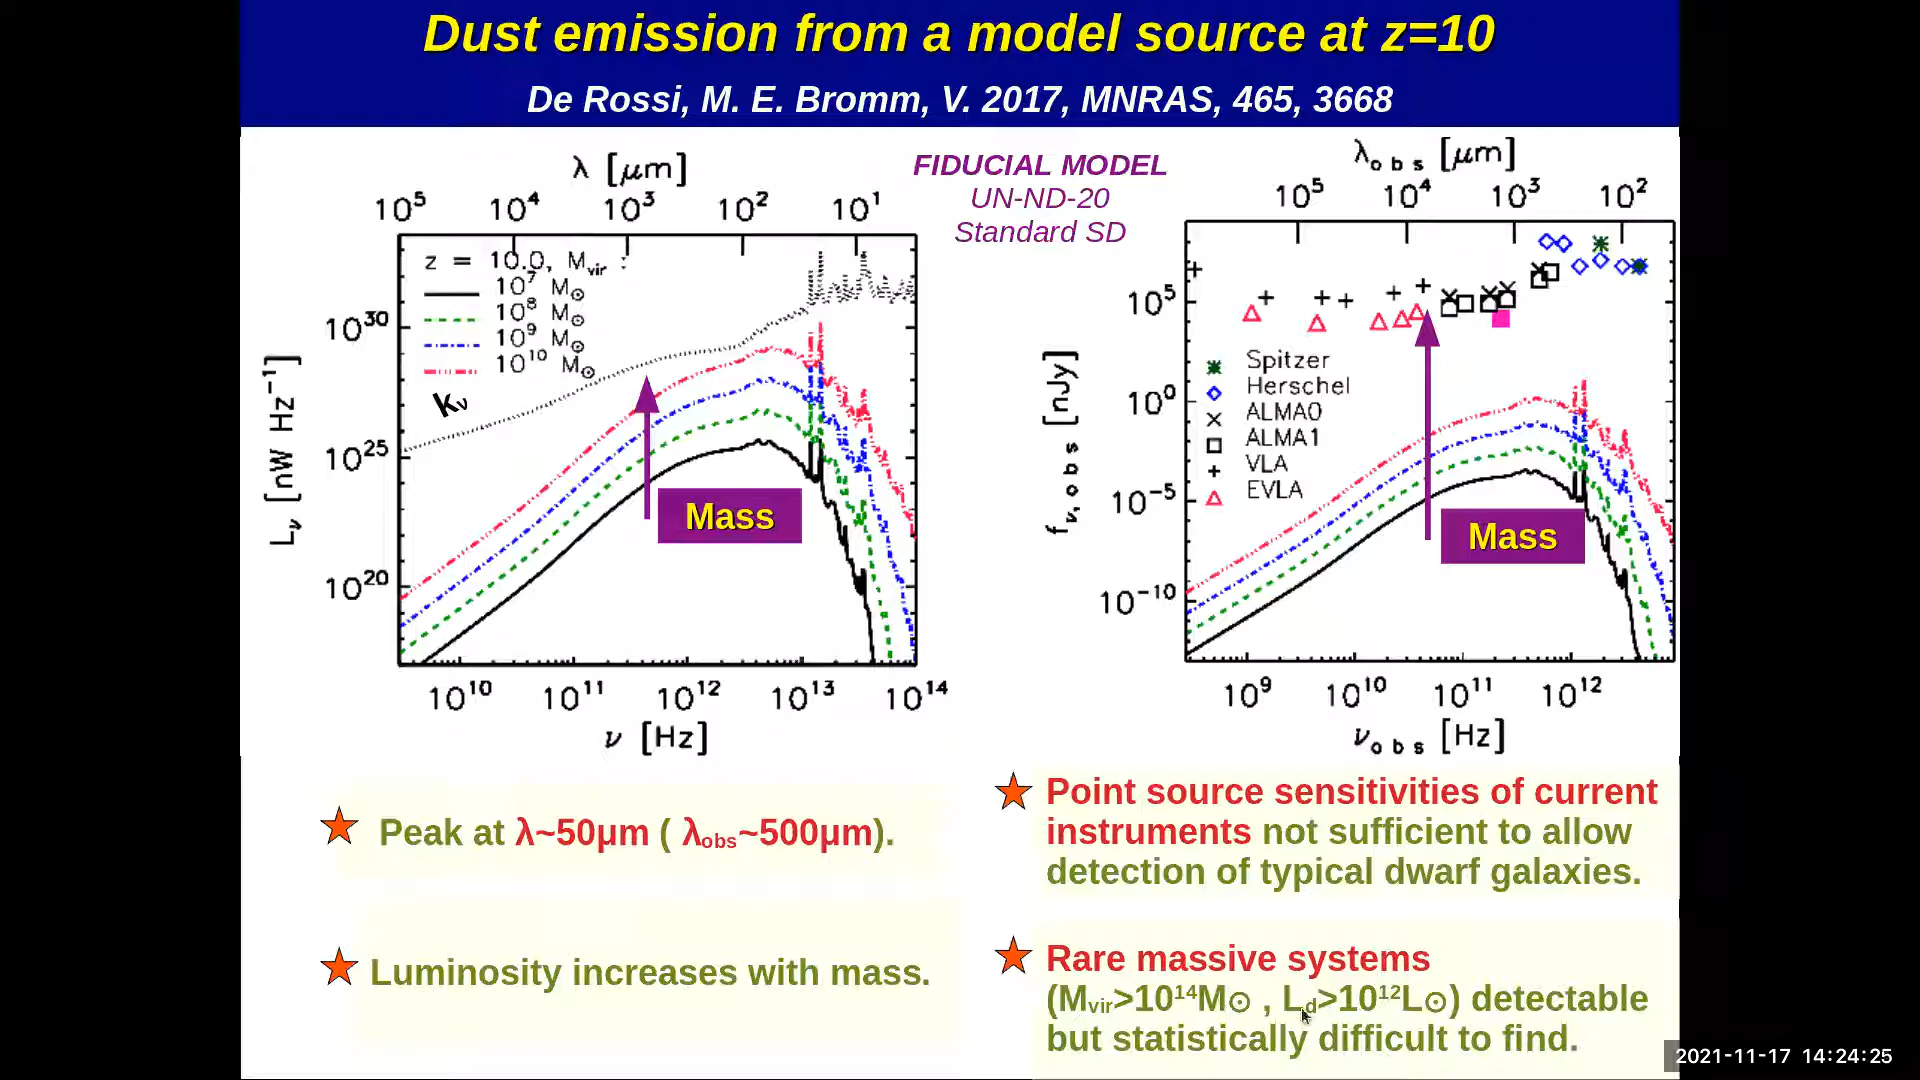 Dust emission from a model source at z=10
De Rossi, M. E. Bromm, V. 2017, MNRAS, 465, 3668
λ [μm]
10⁵ 10⁴ 10³ 10² 10¹
z = 10.0, Mvir :
10⁷ M⊙
10⁸ M⊙
10⁹ M⊙
10¹⁰ M⊙
kν
Lν [nW Hz⁻¹]
10³⁰
10²⁵
10²⁰
Mass
10¹⁰ 10¹¹ 10¹² 10¹³ 10¹⁴
ν [Hz]
FIDUCIAL MODEL
UN-ND-20
Standard SD
λobs [μm]
10⁵ 10⁴ 10³ 10²
fν,obs [nJy]
10⁵
10⁰
10⁻⁵
10⁻¹⁰
Spitzer
Herschel
ALMA0
ALMA1
VLA
EVLA
Mass
10⁹ 10¹⁰ 10¹¹ 10¹²
νobs [Hz]
Peak at λ~50μm ( λobs~500μm).
Luminosity increases with mass.
Point source sensitivities of current
instruments not sufficient to allow
detection of typical dwarf galaxies.
Rare massive systems
(Mvir>10¹⁴M⊙ , Ld>10¹²L⊙) detectable
but statistically difficult to find.
2021-11-17 14:24:25